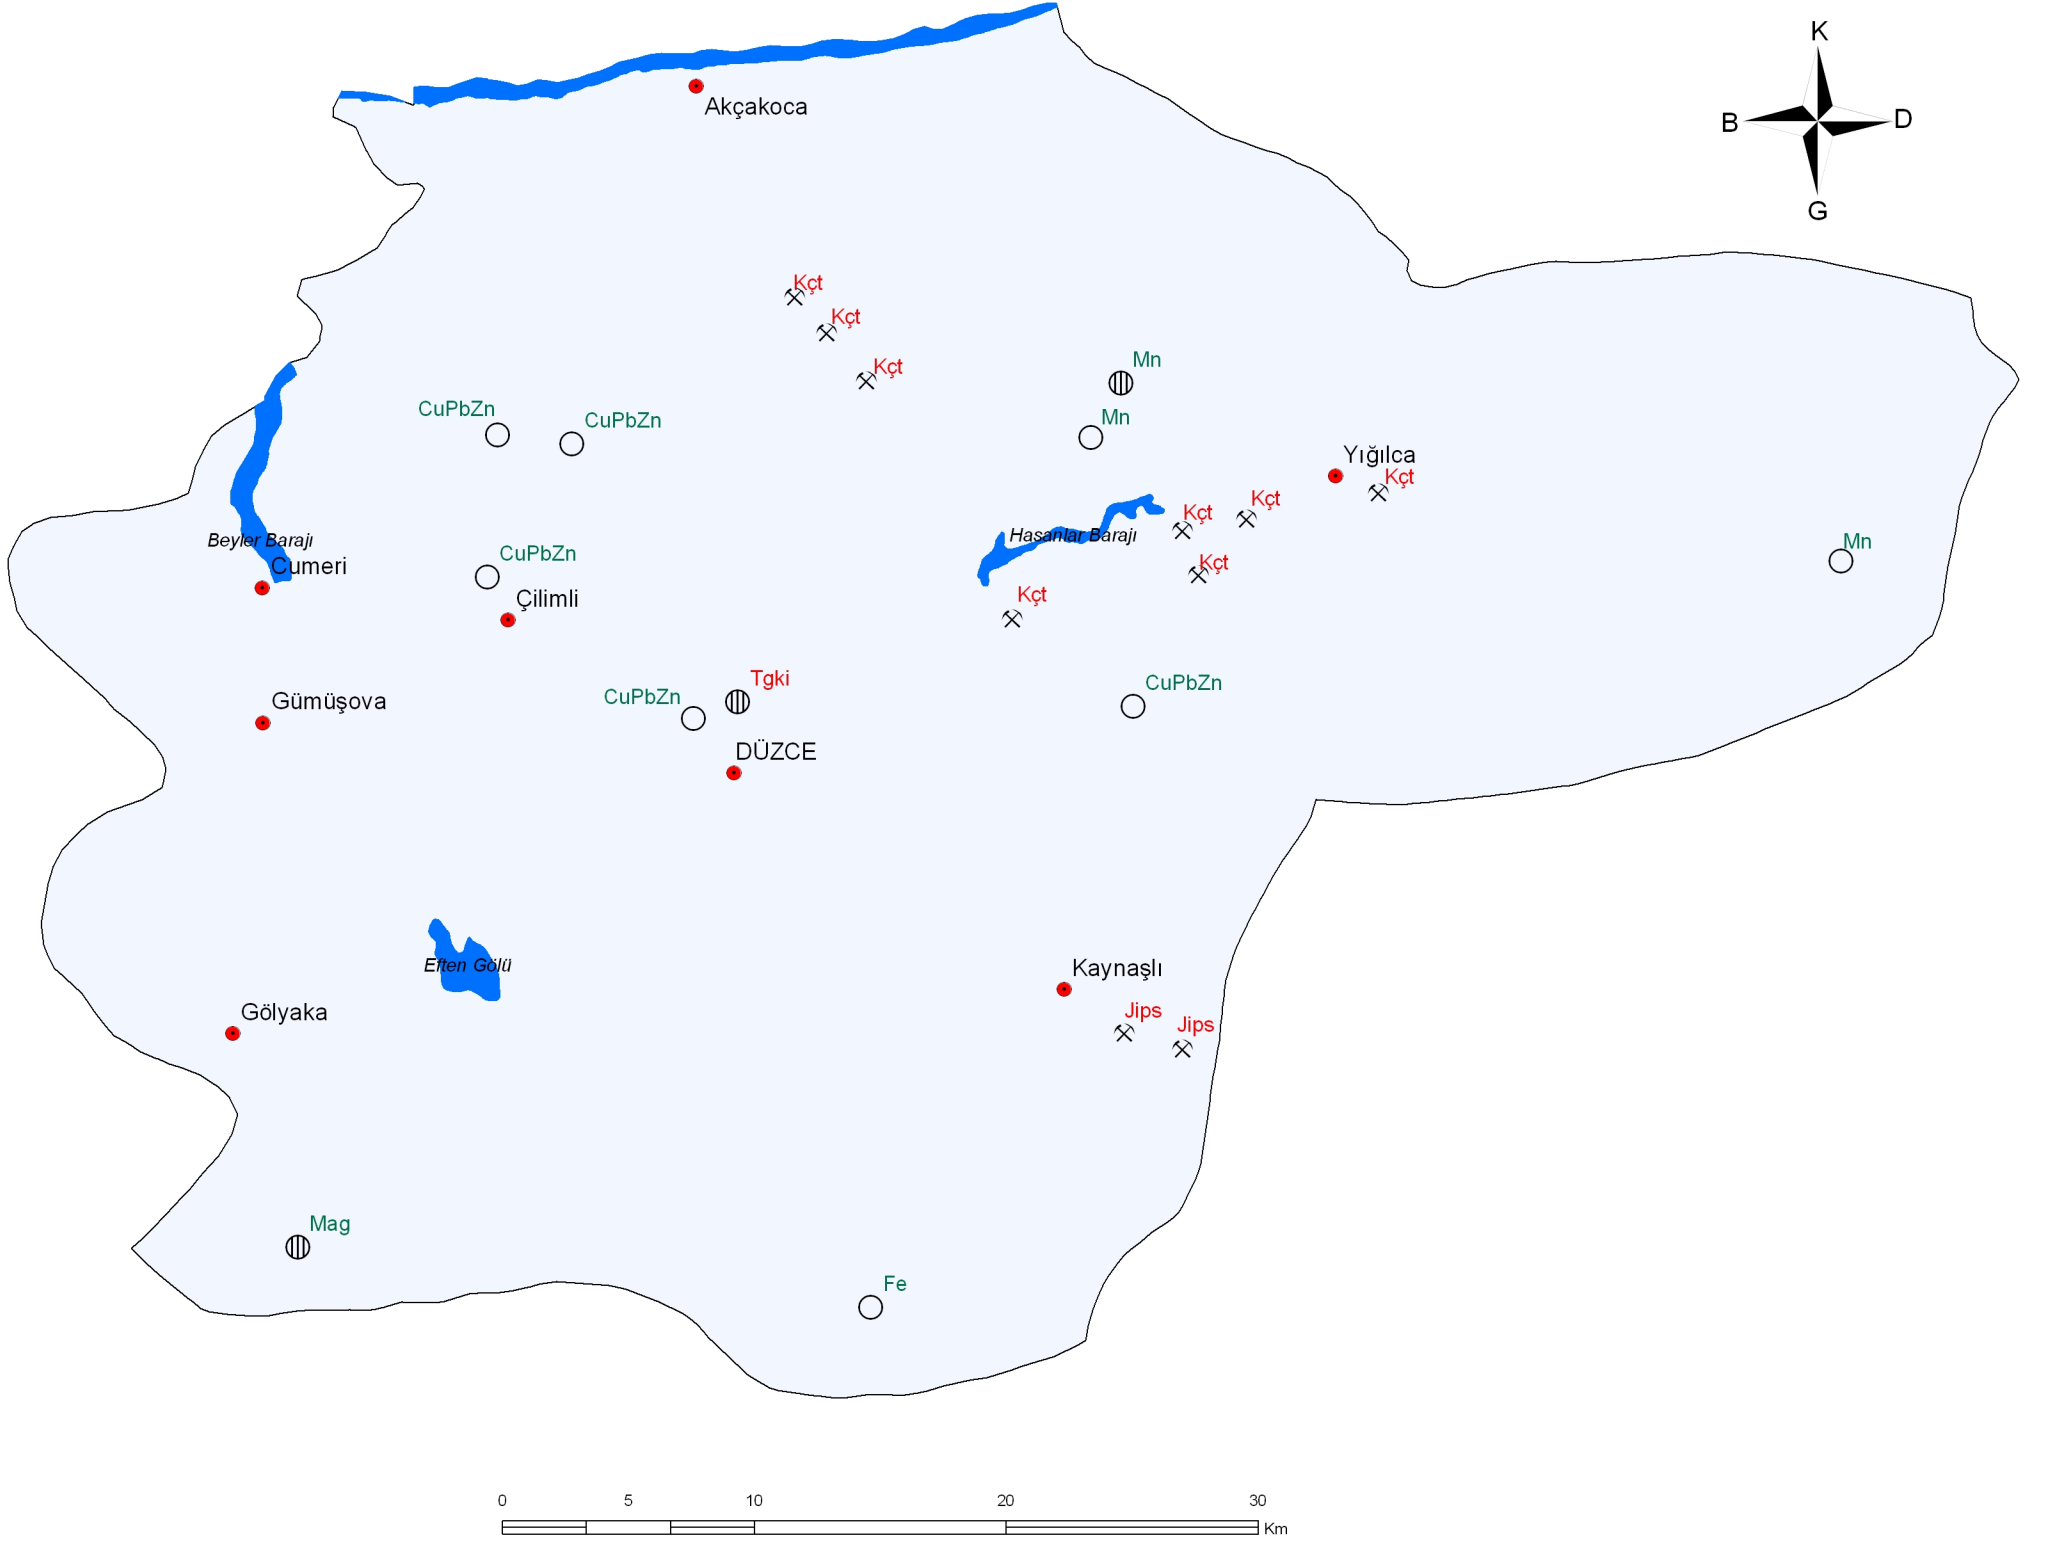 K
B
D
G
Akçakoca
Kçt
Kçt
Kçt
Mn
CuPbZn
CuPbZn
Mn
Yığılca
Kçt
Kçt
Kçt
Hasanlar Barajı
Beyler Barajı
Mn
CuPbZn
Cumeri
Kçt
Kçt
Çilimli
Tgki
CuPbZn
CuPbZn
Gümüşova
DÜZCE
Eften Gölü
Kaynaşlı
Gölyaka
Jips
Jips
Mag
Fe
0 5 10 20 30
Km